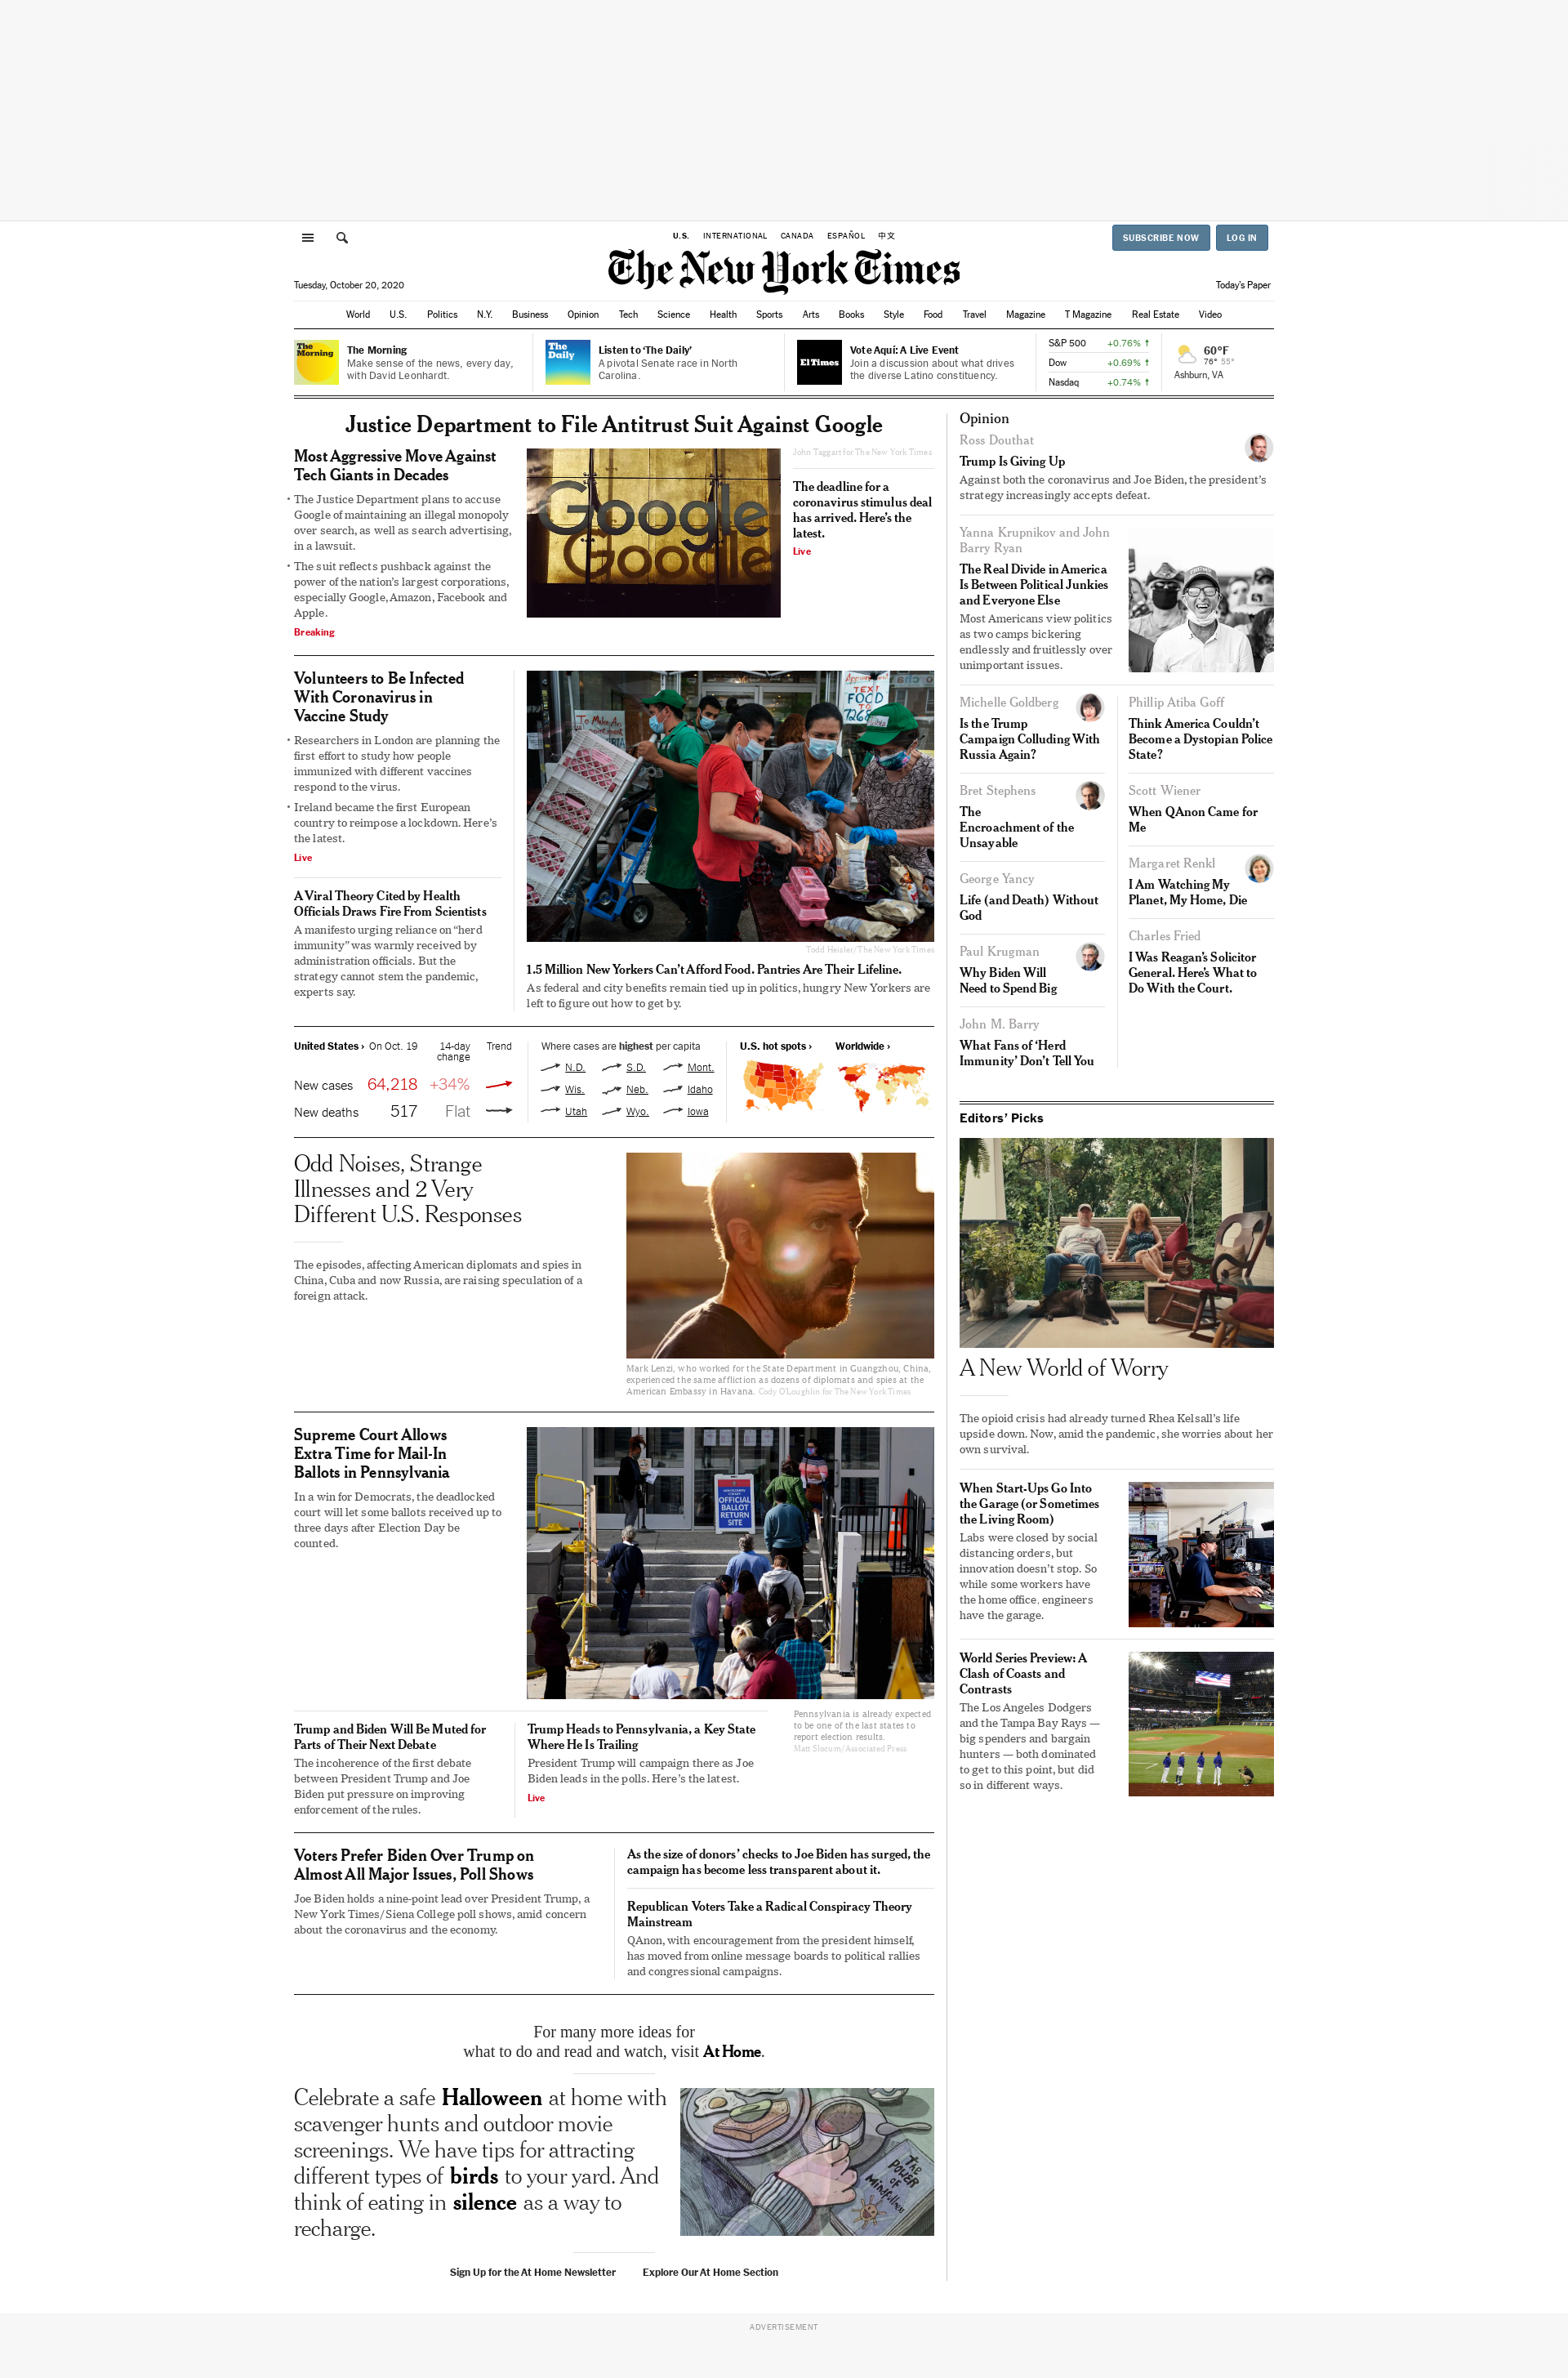 U.S. INTERNATIONAL CANADA ESPAÑOL 中文
SUBSCRIBE NOW LOG IN
The New York Times
Tuesday, October 20, 2020
Today's Paper
World U.S. Politics N.Y. Business Opinion Tech Science Health Sports Arts Books Style Food Travel Magazine T Magazine Real Estate Video
The
Morning
The Morning
Make sense of the news, every day,
with David Leonhardt.
The
Daily
Listen to ‘The Daily’
A pivotal Senate race in North
Carolina.
El Times
Vote Aquí: A Live Event
Join a discussion about what drives
the diverse Latino constituency.
S&P 500 +0.76% ↑
Dow +0.69% ↑
Nasdaq +0.74% ↑
60°F
76° 55°
Ashburn, VA
Justice Department to File Antitrust Suit Against Google
Most Aggressive Move Against
Tech Giants in Decades
• The Justice Department plans to accuse
Google of maintaining an illegal monopoly
over search, as well as search advertising,
in a lawsuit.
• The suit reflects pushback against the
power of the nation’s largest corporations,
especially Google, Amazon, Facebook and
Apple.
Breaking
Google
Google
John Taggart for The New York Times
The deadline for a
coronavirus stimulus deal
has arrived. Here’s the
latest.
Live
Volunteers to Be Infected
With Coronavirus in
Vaccine Study
• Researchers in London are planning the
first effort to study how people
immunized with different vaccines
respond to the virus.
• Ireland became the first European
country to reimpose a lockdown. Here’s
the latest.
Live
A Viral Theory Cited by Health
Officials Draws Fire From Scientists
A manifesto urging reliance on “herd
immunity” was warmly received by
administration officials. But the
strategy cannot stem the pandemic,
experts say.
To Make An
TEXT
FOOD
TO
726
Todd Heisler/The New York Times
1.5 Million New Yorkers Can’t Afford Food. Pantries Are Their Lifeline.
As federal and city benefits remain tied up in politics, hungry New Yorkers are
left to figure out how to get by.
United States › On Oct. 19 14-day
change Trend
New cases 64,218 +34%
New deaths 517 Flat
Where cases are highest per capita
N.D. S.D. Mont.
Wis. Neb. Idaho
Utah Wyo. Iowa
U.S. hot spots › Worldwide ›
Odd Noises, Strange
Illnesses and 2 Very
Different U.S. Responses
The episodes, affecting American diplomats and spies in
China, Cuba and now Russia, are raising speculation of a
foreign attack.
Mark Lenzi, who worked for the State Department in Guangzhou, China,
experienced the same affliction as dozens of diplomats and spies at the
American Embassy in Havana. Cody O’Loughlin for The New York Times
Supreme Court Allows
Extra Time for Mail-In
Ballots in Pennsylvania
In a win for Democrats, the deadlocked
court will let some ballots received up to
three days after Election Day be
counted.
OFFICIAL
BALLOT
RETURN
SITE
Pennsylvania is already expected
to be one of the last states to
report election results.
Matt Slocum/Associated Press
Trump and Biden Will Be Muted for
Parts of Their Next Debate
The incoherence of the first debate
between President Trump and Joe
Biden put pressure on improving
enforcement of the rules.
Trump Heads to Pennsylvania, a Key State
Where He Is Trailing
President Trump will campaign there as Joe
Biden leads in the polls. Here’s the latest.
Live
Voters Prefer Biden Over Trump on
Almost All Major Issues, Poll Shows
Joe Biden holds a nine-point lead over President Trump, a
New York Times/Siena College poll shows, amid concern
about the coronavirus and the economy.
As the size of donors’ checks to Joe Biden has surged, the
campaign has become less transparent about it.
Republican Voters Take a Radical Conspiracy Theory
Mainstream
QAnon, with encouragement from the president himself,
has moved from online message boards to political rallies
and congressional campaigns.
For many more ideas for
what to do and read and watch, visit At Home.
Celebrate a safe Halloween at home with
scavenger hunts and outdoor movie
screenings. We have tips for attracting
different types of birds to your yard. And
think of eating in silence as a way to
recharge.
The
POWER
OF
Sign Up for the At Home Newsletter Explore Our At Home Section
Opinion
Ross Douthat
Trump Is Giving Up
Against both the coronavirus and Joe Biden, the president’s
strategy increasingly accepts defeat.
Yanna Krupnikov and John
Barry Ryan
The Real Divide in America
Is Between Political Junkies
and Everyone Else
Most Americans view politics
as two camps bickering
endlessly and fruitlessly over
unimportant issues.
Michelle Goldberg
Is the Trump
Campaign Colluding With
Russia Again?
Bret Stephens
The
Encroachment of the
Unsayable
George Yancy
Life (and Death) Without
God
Paul Krugman
Why Biden Will
Need to Spend Big
John M. Barry
What Fans of ‘Herd
Immunity’ Don’t Tell You
Phillip Atiba Goff
Think America Couldn’t
Become a Dystopian Police
State?
Scott Wiener
When QAnon Came for
Me
Margaret Renkl
I Am Watching My
Planet, My Home, Die
Charles Fried
I Was Reagan’s Solicitor
General. Here’s What to
Do With the Court.
Editors’ Picks
A New World of Worry
The opioid crisis had already turned Rhea Kelsall’s life
upside down. Now, amid the pandemic, she worries about her
own survival.
When Start-Ups Go Into
the Garage (or Sometimes
the Living Room)
Labs were closed by social
distancing orders, but
innovation doesn’t stop. So
while some workers have
the home office, engineers
have the garage.
World Series Preview: A
Clash of Coasts and
Contrasts
The Los Angeles Dodgers
and the Tampa Bay Rays —
big spenders and bargain
hunters — both dominated
to get to this point, but did
so in different ways.
ADVERTISEMENT